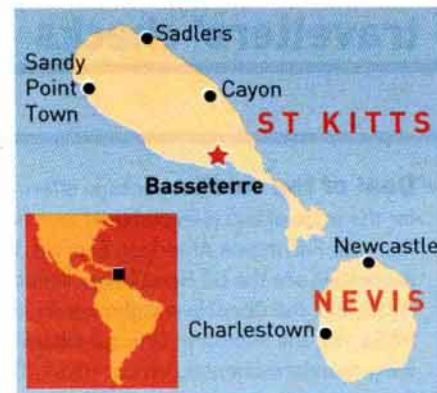 Sadlers
Sandy
Point
Town
Cayon
ST KITTS
Basseterre
Newcastle
NEVIS
Charlestown